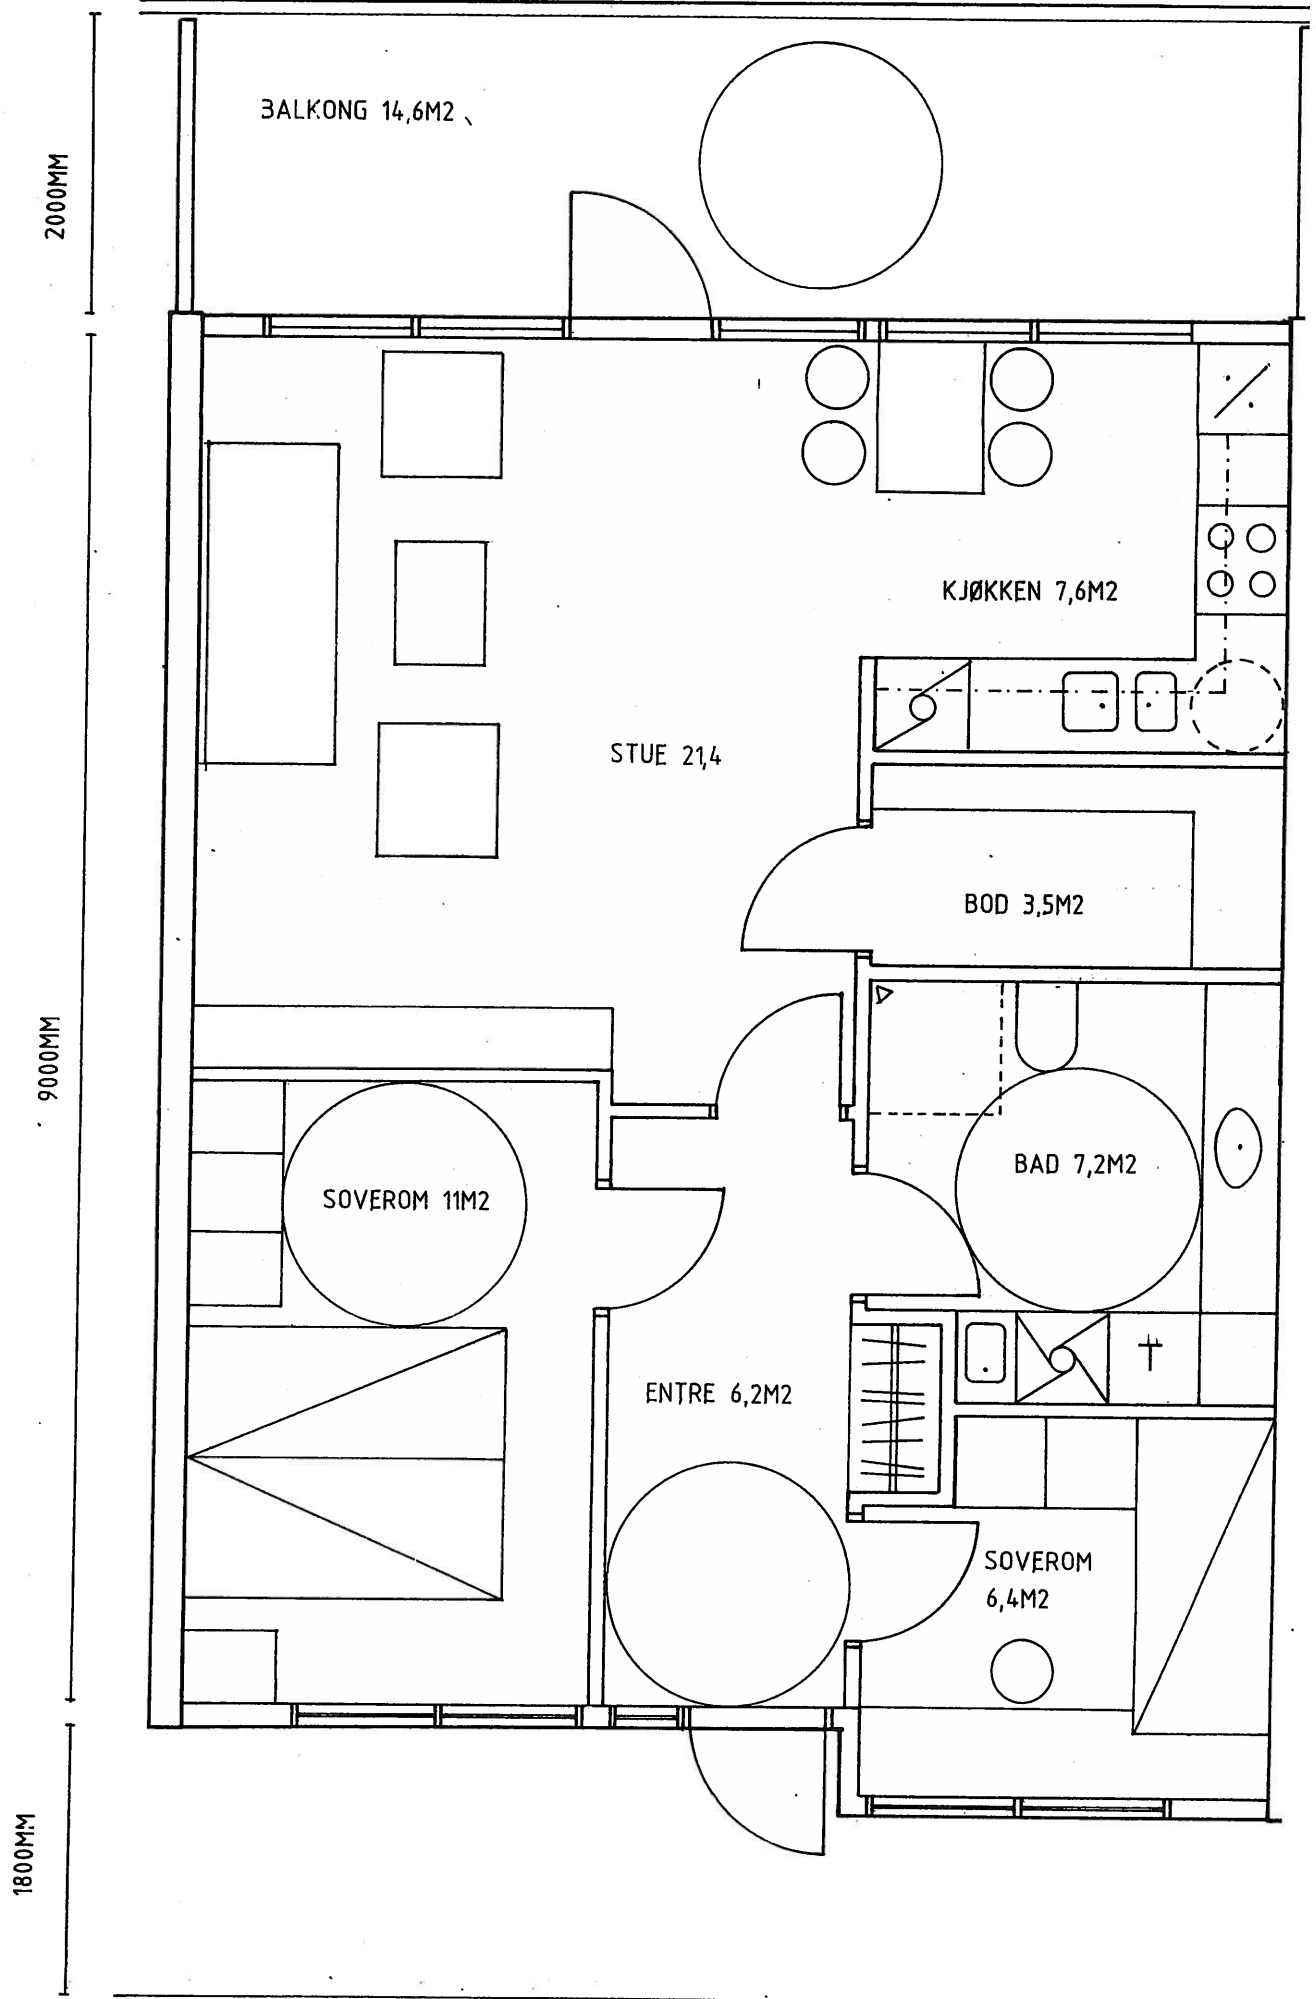 BALKONG 14,6M2
2000MM
KJØKKEN 7,6M2
STUE 21,4
BOD 3,5M2
9000MM
BAD 7,2M2
SOVEROM 11M2
ENTRE 6,2M2
SOVEROM
6,4M2
1800MM